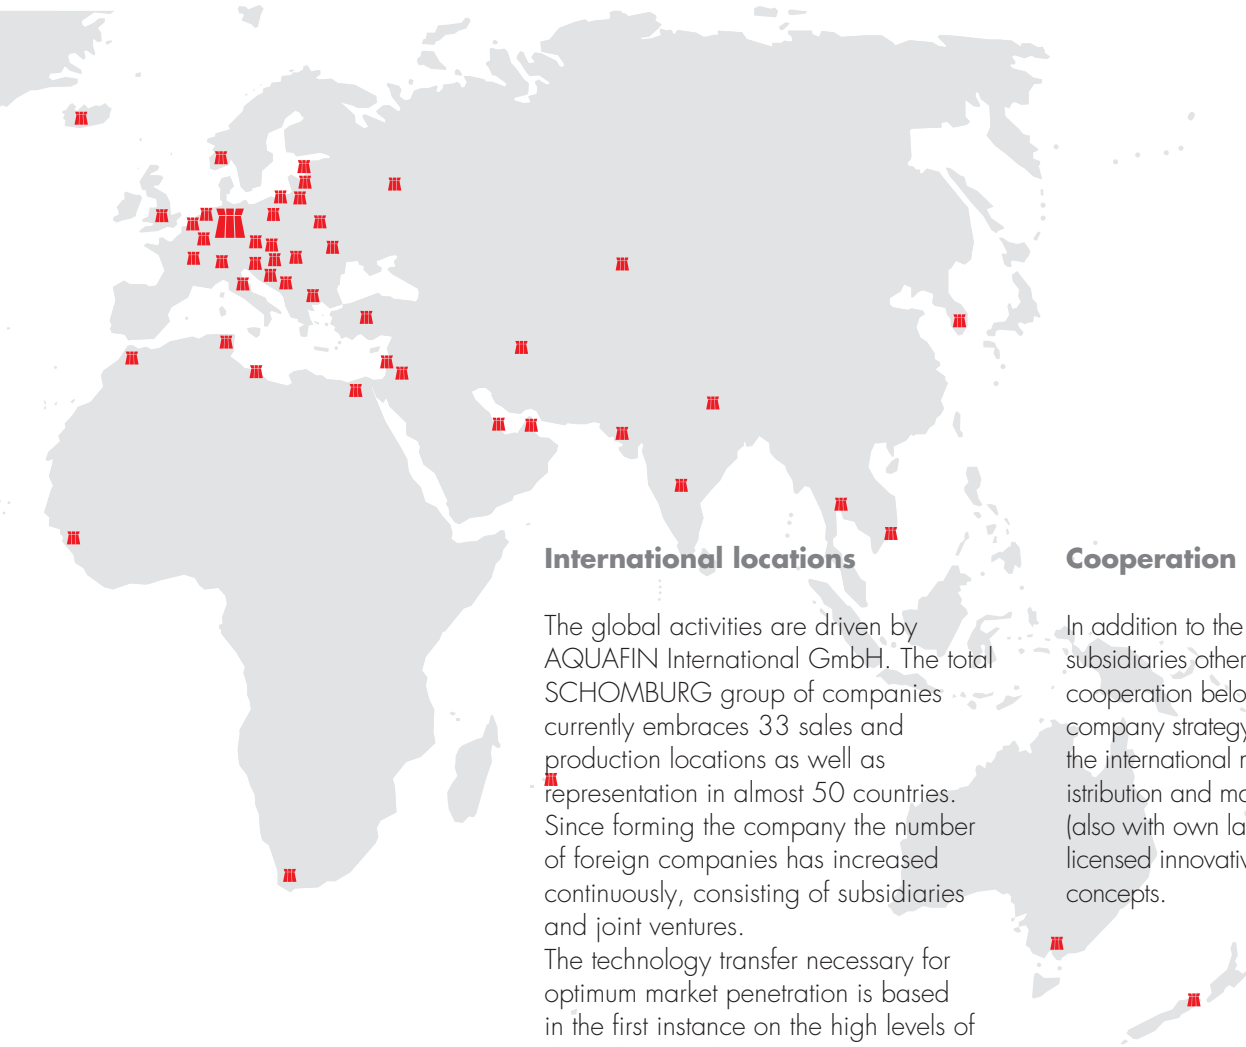 International locations
The global activities are driven by
AQUAFIN International GmbH. The total
SCHOMBURG group of companies
currently embraces 33 sales and
production locations as well as
representation in almost 50 countries.
Since forming the company the number
of foreign companies has increased
continuously, consisting of subsidiaries
and joint ventures.
The technology transfer necessary for
optimum market penetration is based
in the first instance on the high levels of
Cooperation
In addition to the
subsidiaries other
cooperation belo
company strategy
the international
istribution and
(also with own la
licensed innovativ
concepts.